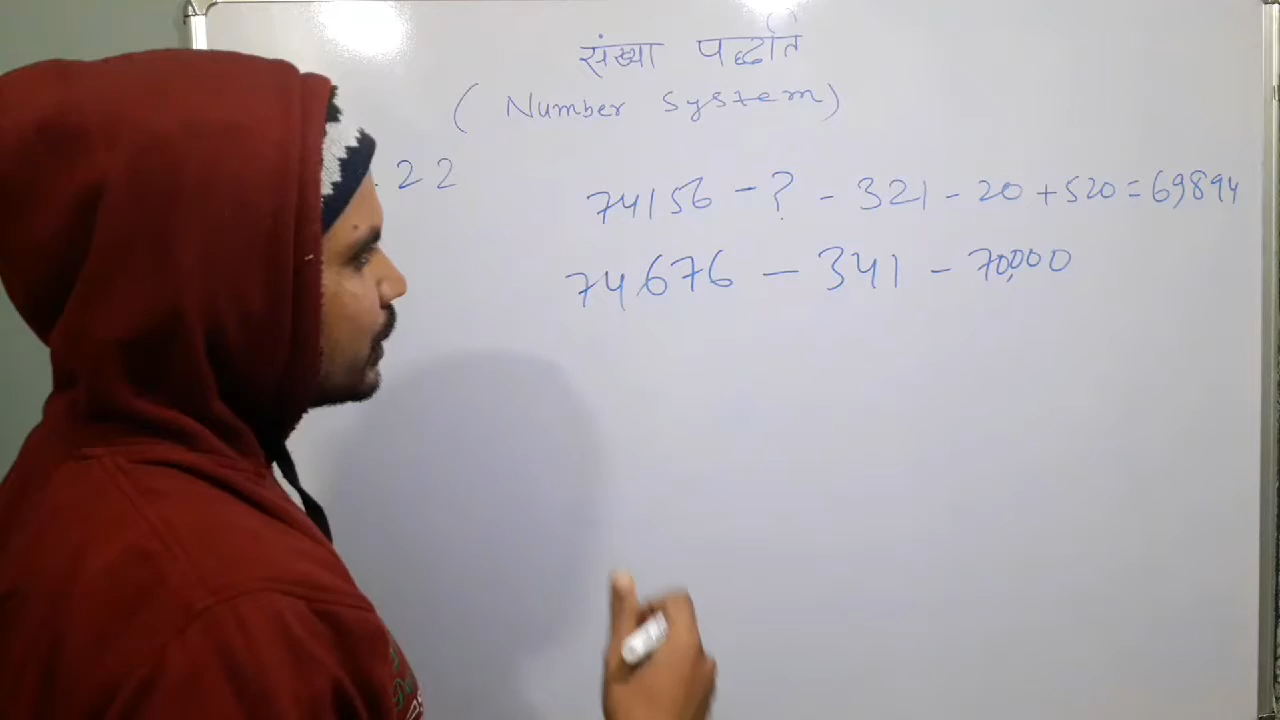 संख्या पद्धति
( Number System )
. 22
74156 - ? - 321 - 20 + 520 = 69894
74676 - 341 - 70,000